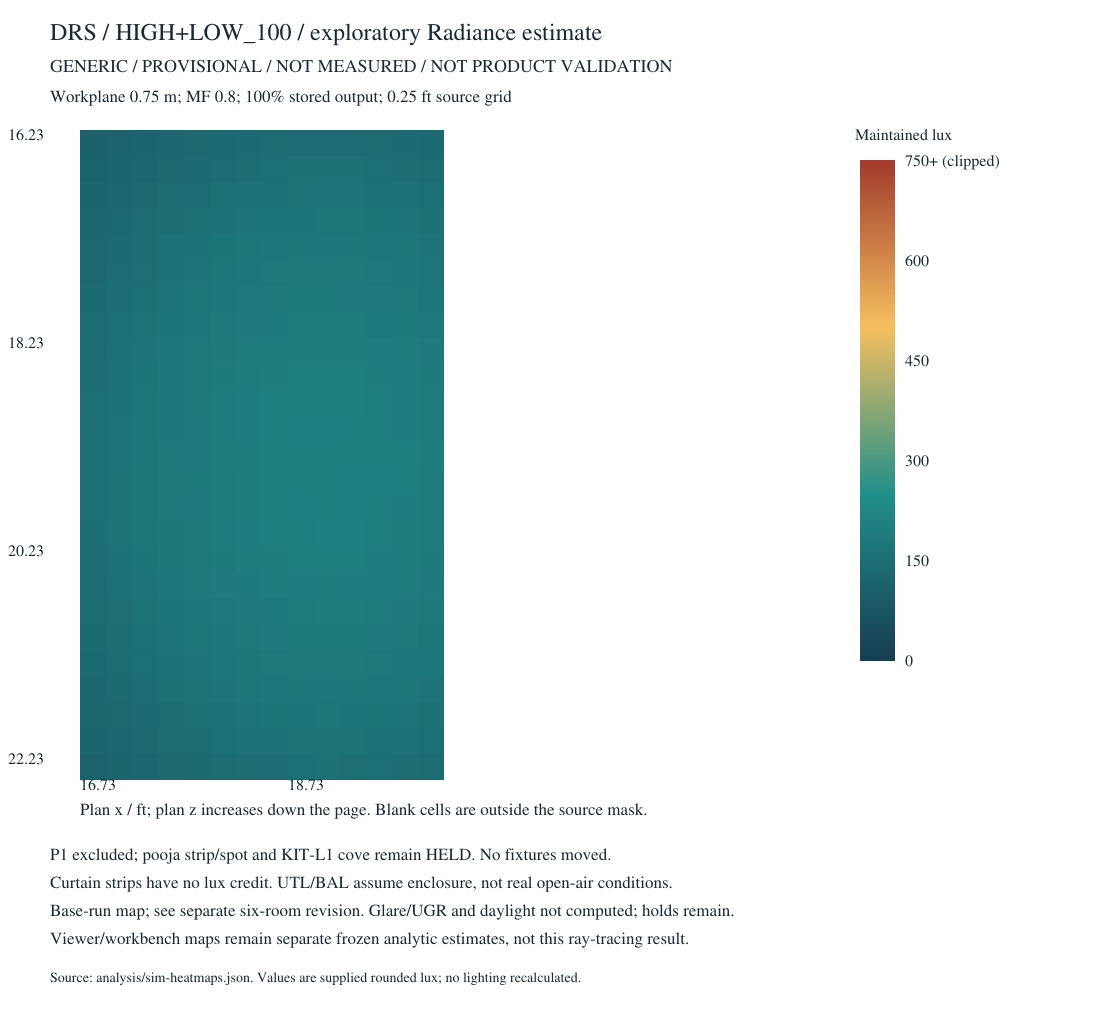 DRS / HIGH+LOW_100 / exploratory Radiance estimate
GENERIC / PROVISIONAL / NOT MEASURED / NOT PRODUCT VALIDATION
Workplane 0.75 m; MF 0.8; 100% stored output; 0.25 ft source grid
16.23
18.23
20.23
22.23
16.73
18.73
Maintained lux
750+ (clipped)
600
450
300
150
0
Plan x / ft; plan z increases down the page. Blank cells are outside the source mask.
P1 excluded; pooja strip/spot and KIT-L1 cove remain HELD. No fixtures moved.
Curtain strips have no lux credit. UTL/BAL assume enclosure, not real open-air conditions.
Base-run map; see separate six-room revision. Glare/UGR and daylight not computed; holds remain.
Viewer/workbench maps remain separate frozen analytic estimates, not this ray-tracing result.
Source: analysis/sim-heatmaps.json. Values are supplied rounded lux; no lighting recalculated.